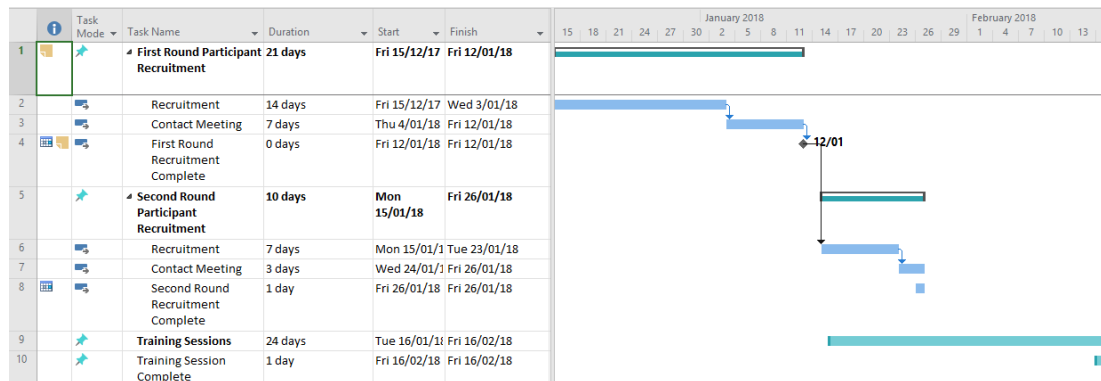 January 2018 February 2018
Task Mode Task Name Duration Start Finish 15 18 21 24 27 30 2 5 8 11 14 17 20 23 26 29 1 4 7 10 13
1 First Round Participant 21 days Fri 15/12/17 Fri 12/01/18
Recruitment
2 Recruitment 14 days Fri 15/12/17 Wed 3/01/18
3 Contact Meeting 7 days Thu 4/01/18 Fri 12/01/18
4 First Round 0 days Fri 12/01/18 Fri 12/01/18 12/01
Recruitment
Complete
5 Second Round 10 days Mon Fri 26/01/18
Participant 15/01/18
Recruitment
6 Recruitment 7 days Mon 15/01/1 Tue 23/01/18
7 Contact Meeting 3 days Wed 24/01/1 Fri 26/01/18
8 Second Round 1 day Fri 26/01/18 Fri 26/01/18
Recruitment
Complete
9 Training Sessions 24 days Tue 16/01/18 Fri 16/02/18
10 Training Session 1 day Fri 16/02/18 Fri 16/02/18
Complete